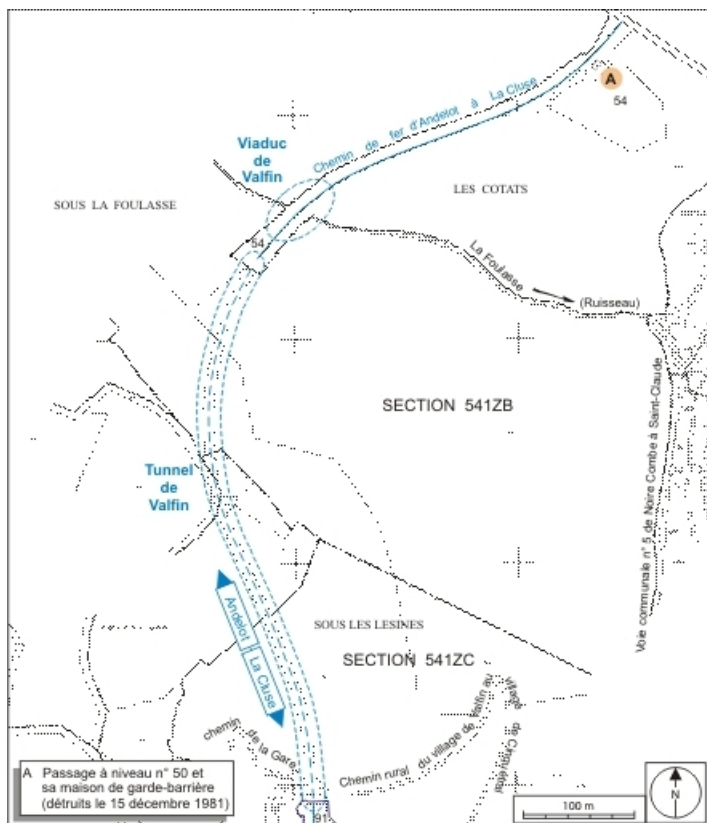 A
54
Chemin de fer d'Andelot à La Cluse
Viaduc
de
Valfin
SOUS LA FOULASSE
LES COTATS
54
La Foulasse
(Ruisseau)
SECTION 541ZB
Tunnel
de
Valfin
Voie communale n° 5 de Noire Combe à Saint-Claude
Andelot
La Cluse
SOUS LES LESINES
SECTION 541ZC
chemin de la Gare
Chemin rural du village de Valfin au village de Cinquétral
A Passage à niveau n° 50 et
sa maison de garde-barrière
(détruits le 15 décembre 1981)
91
100 m
N